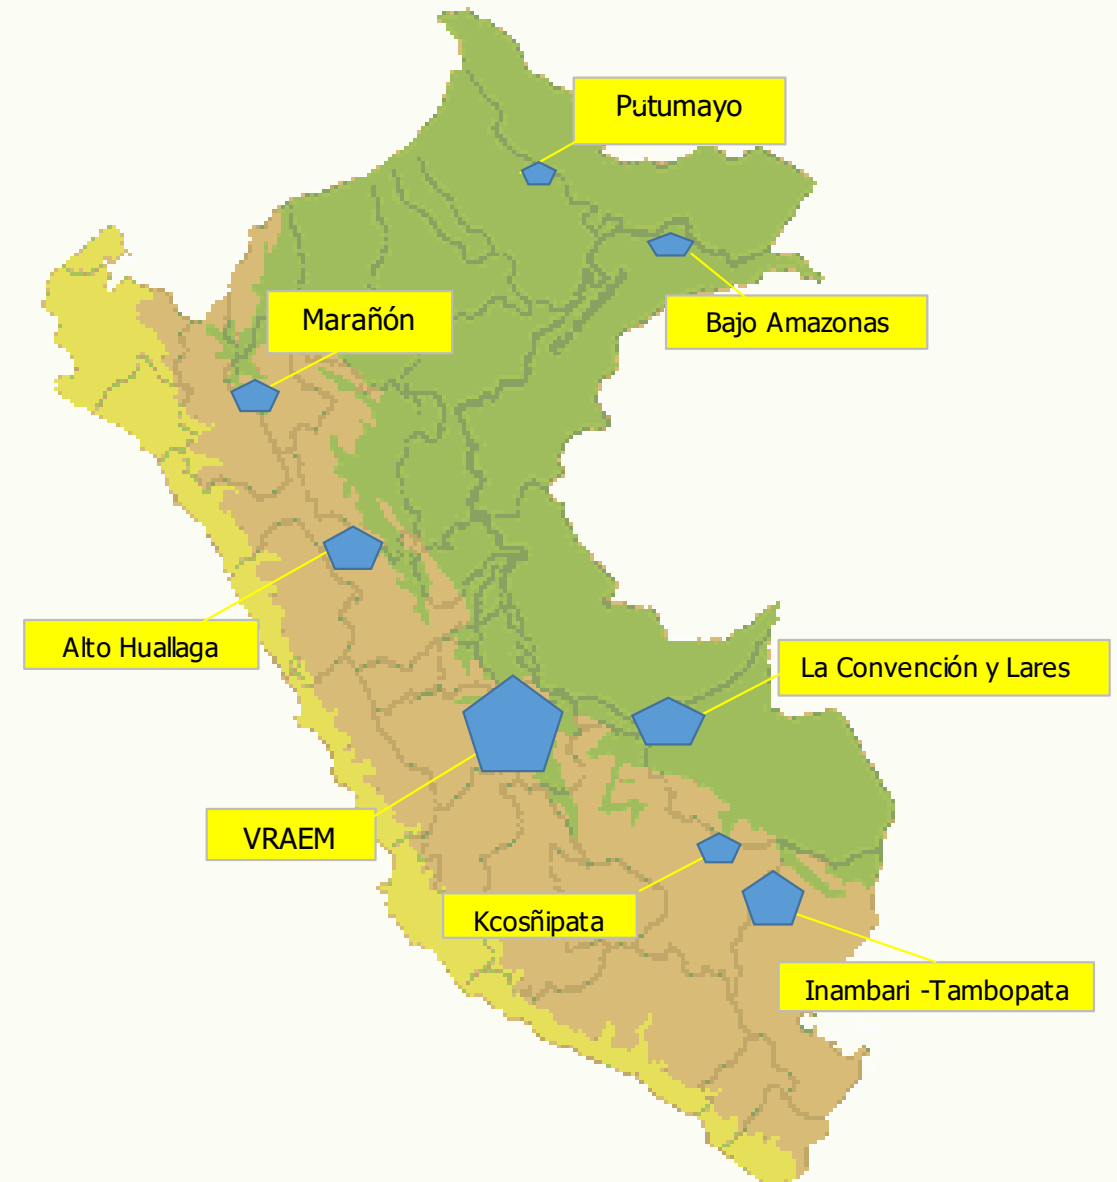 Putumayo
Bajo Amazonas
Marañón
Alto Huallaga
La Convención y Lares
VRAEM
Kcosñipata
Inambari -Tambopata